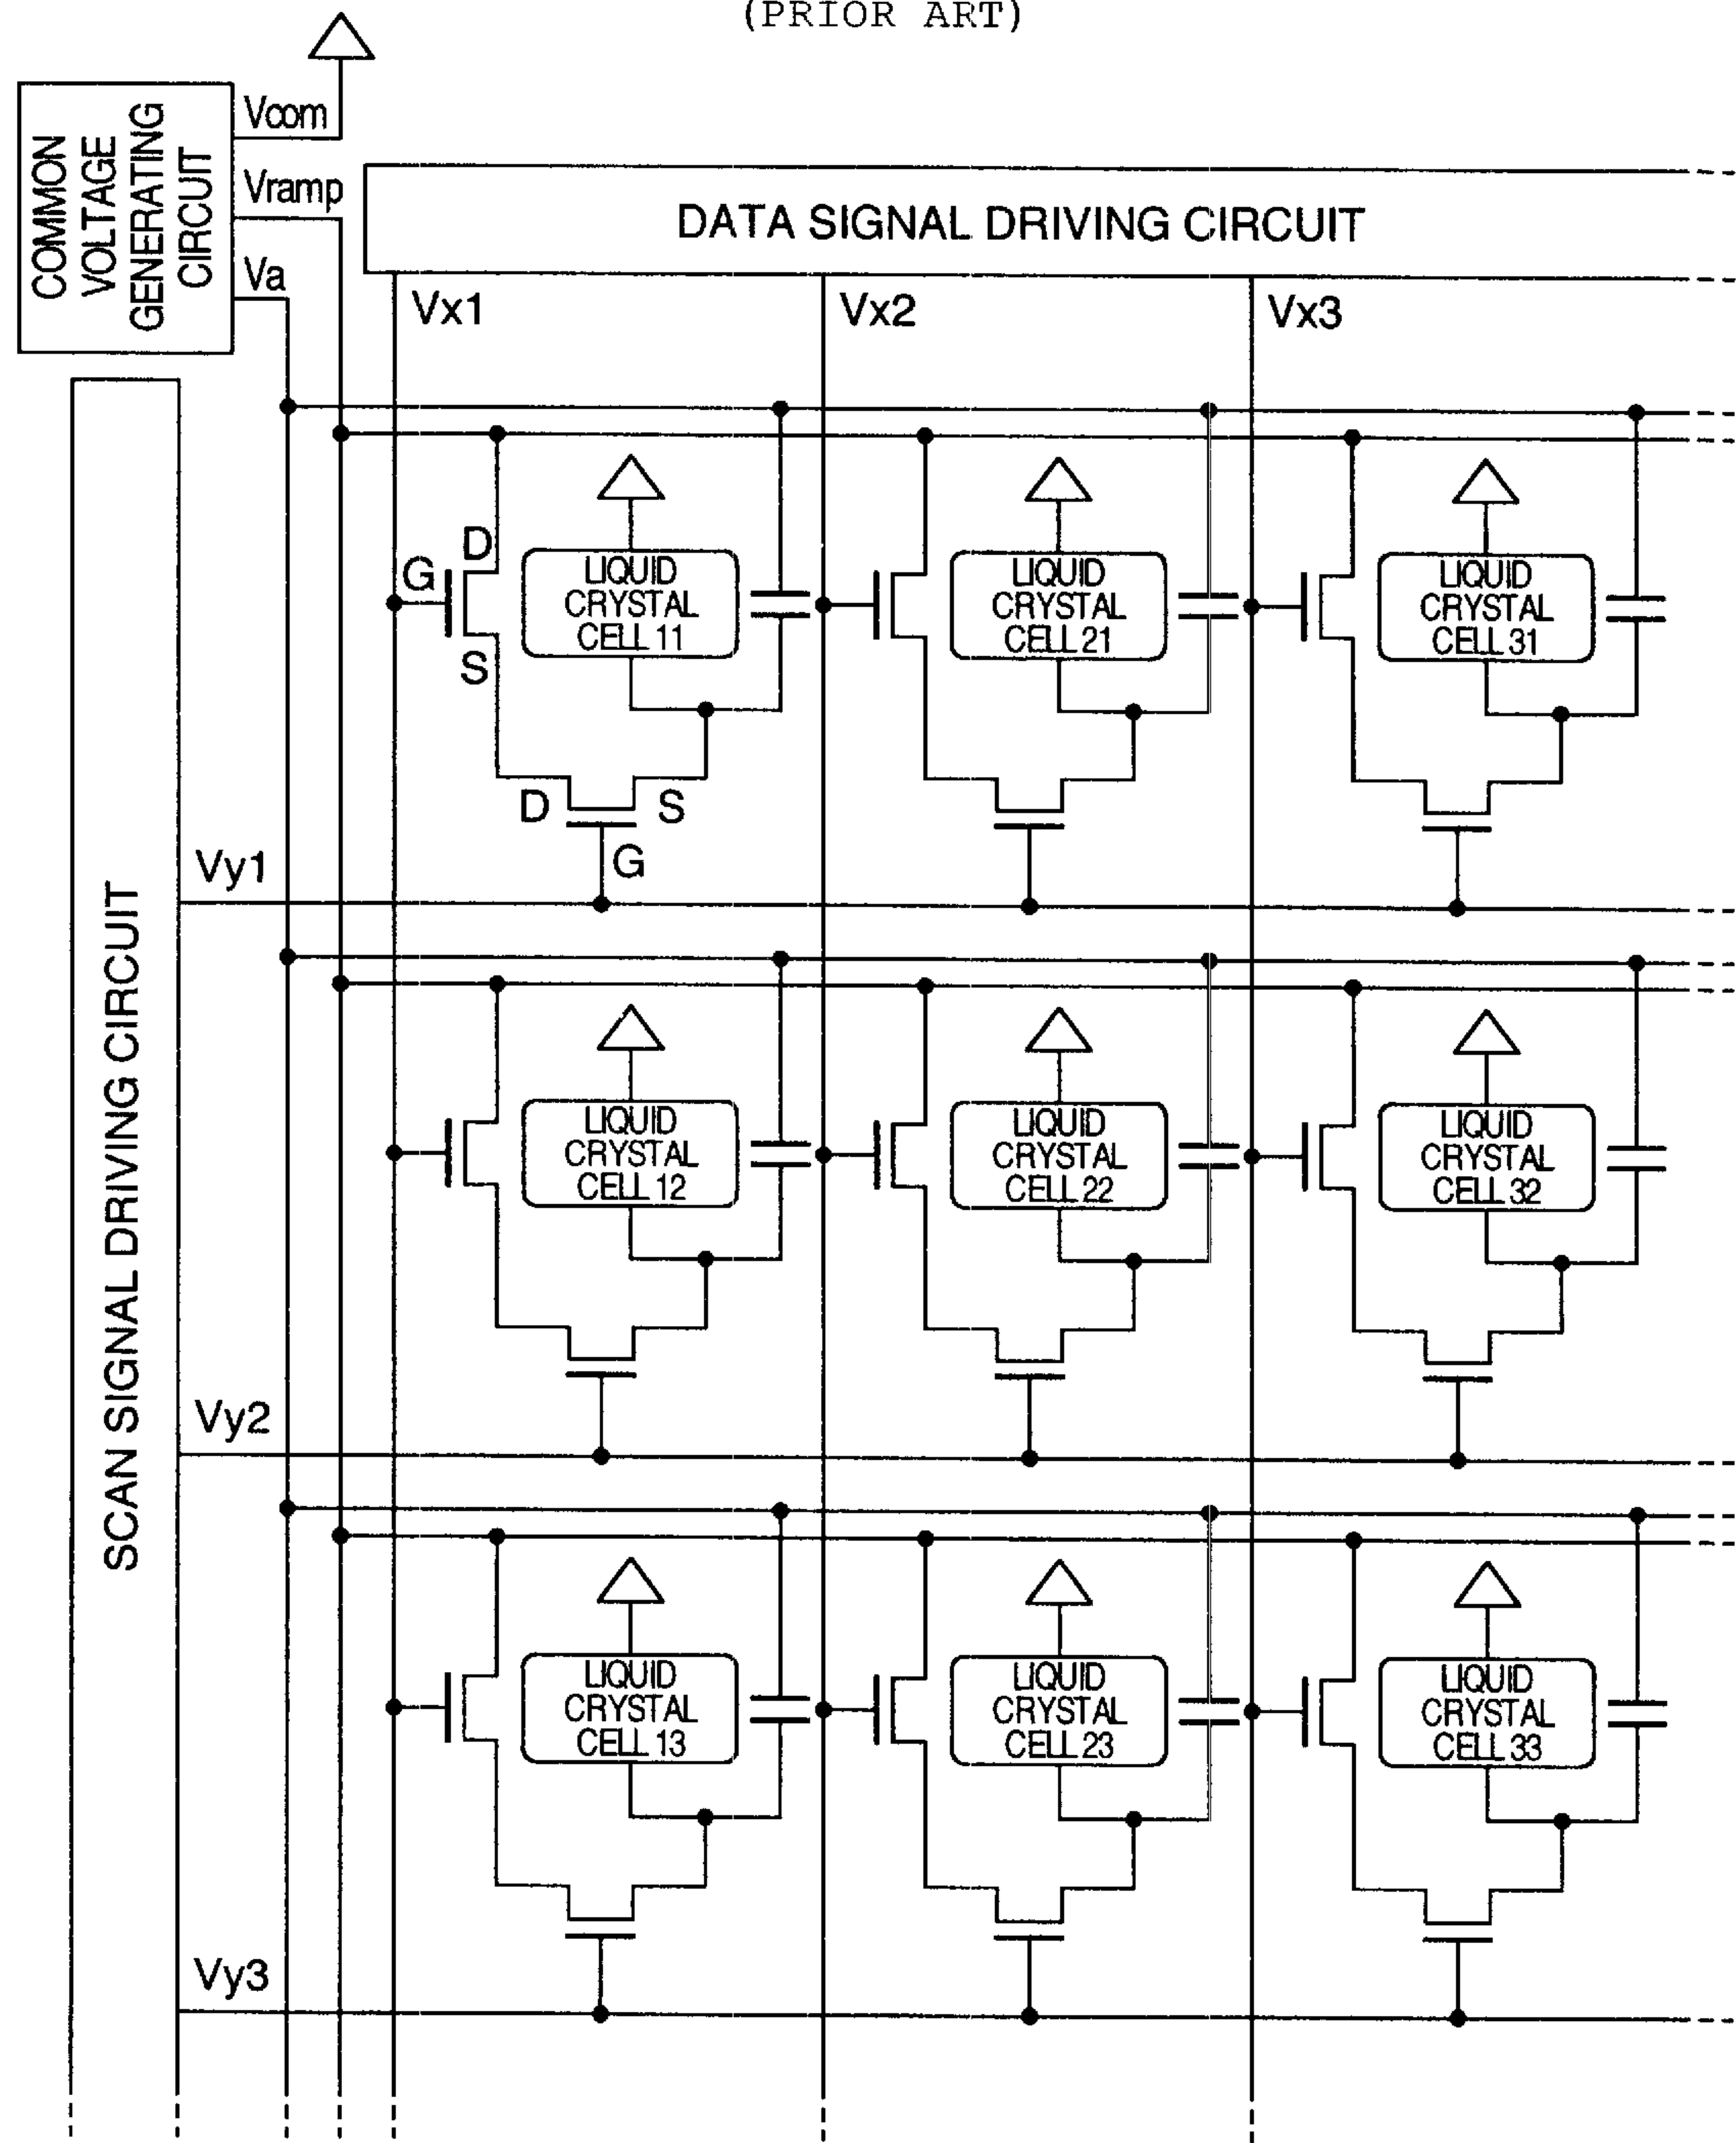 (PRIOR ART)
COMMON
VOLTAGE
GENERATING
CIRCUIT
Vcom
Vramp
Va
DATA SIGNAL DRIVING CIRCUIT
Vx1
Vx2
Vx3
SCAN SIGNAL DRIVING CIRCUIT
G
D
S
LIQUID
CRYSTAL
CELL 11
LIQUID
CRYSTAL
CELL 21
LIQUID
CRYSTAL
CELL 31
D
S
G
Vy1
LIQUID
CRYSTAL
CELL 12
LIQUID
CRYSTAL
CELL 22
LIQUID
CRYSTAL
CELL 32
Vy2
LIQUID
CRYSTAL
CELL 13
LIQUID
CRYSTAL
CELL 23
LIQUID
CRYSTAL
CELL 33
Vy3